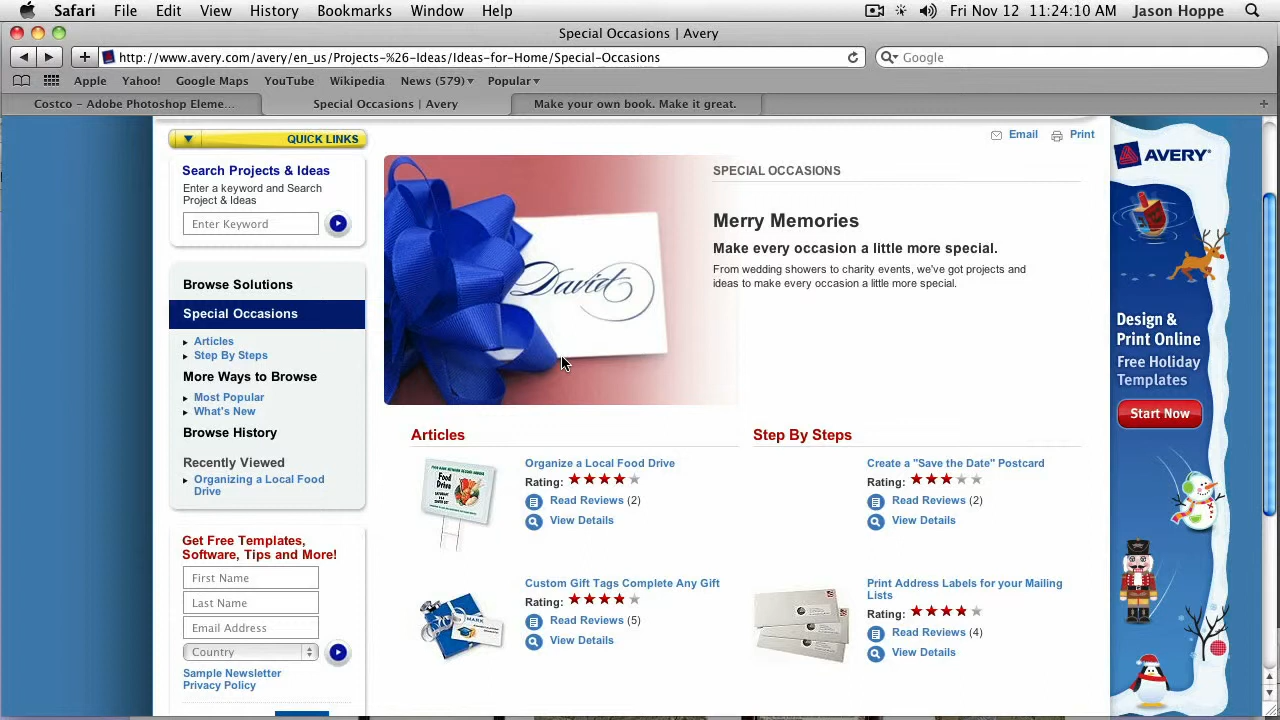 Safari File Edit View History Bookmarks Window Help Fri Nov 12 11:24:10 AM Jason Hoppe
Special Occasions | Avery
http://www.avery.com/avery/en_us/Projects-%26-Ideas/Ideas-for-Home/Special-Occasions Google
Apple Yahoo! Google Maps YouTube Wikipedia News (579) Popular
Costco - Adobe Photoshop Eleme... Special Occasions | Avery Make your own book. Make it great.
QUICK LINKS
Search Projects & Ideas
Enter a keyword and Search
Project & Ideas
Enter Keyword
Browse Solutions
Special Occasions
Articles
Step By Steps
More Ways to Browse
Most Popular
What's New
Browse History
Recently Viewed
Organizing a Local Food
Drive
Get Free Templates,
Software, Tips and More!
First Name
Last Name
Email Address
Country
Sample Newsletter
Privacy Policy
Email Print
David
SPECIAL OCCASIONS
Merry Memories
Make every occasion a little more special.
From wedding showers to charity events, we've got projects and
ideas to make every occasion a little more special.
Articles
Food
Drive
Organize a Local Food Drive
Rating:
Read Reviews (2)
View Details
MARK
Custom Gift Tags Complete Any Gift
Rating:
Read Reviews (5)
View Details
Step By Steps
Create a "Save the Date" Postcard
Rating:
Read Reviews (2)
View Details
Print Address Labels for your Mailing
Lists
Rating:
Read Reviews (4)
View Details
AVERY
Design &
Print Online
Free Holiday
Templates
Start Now